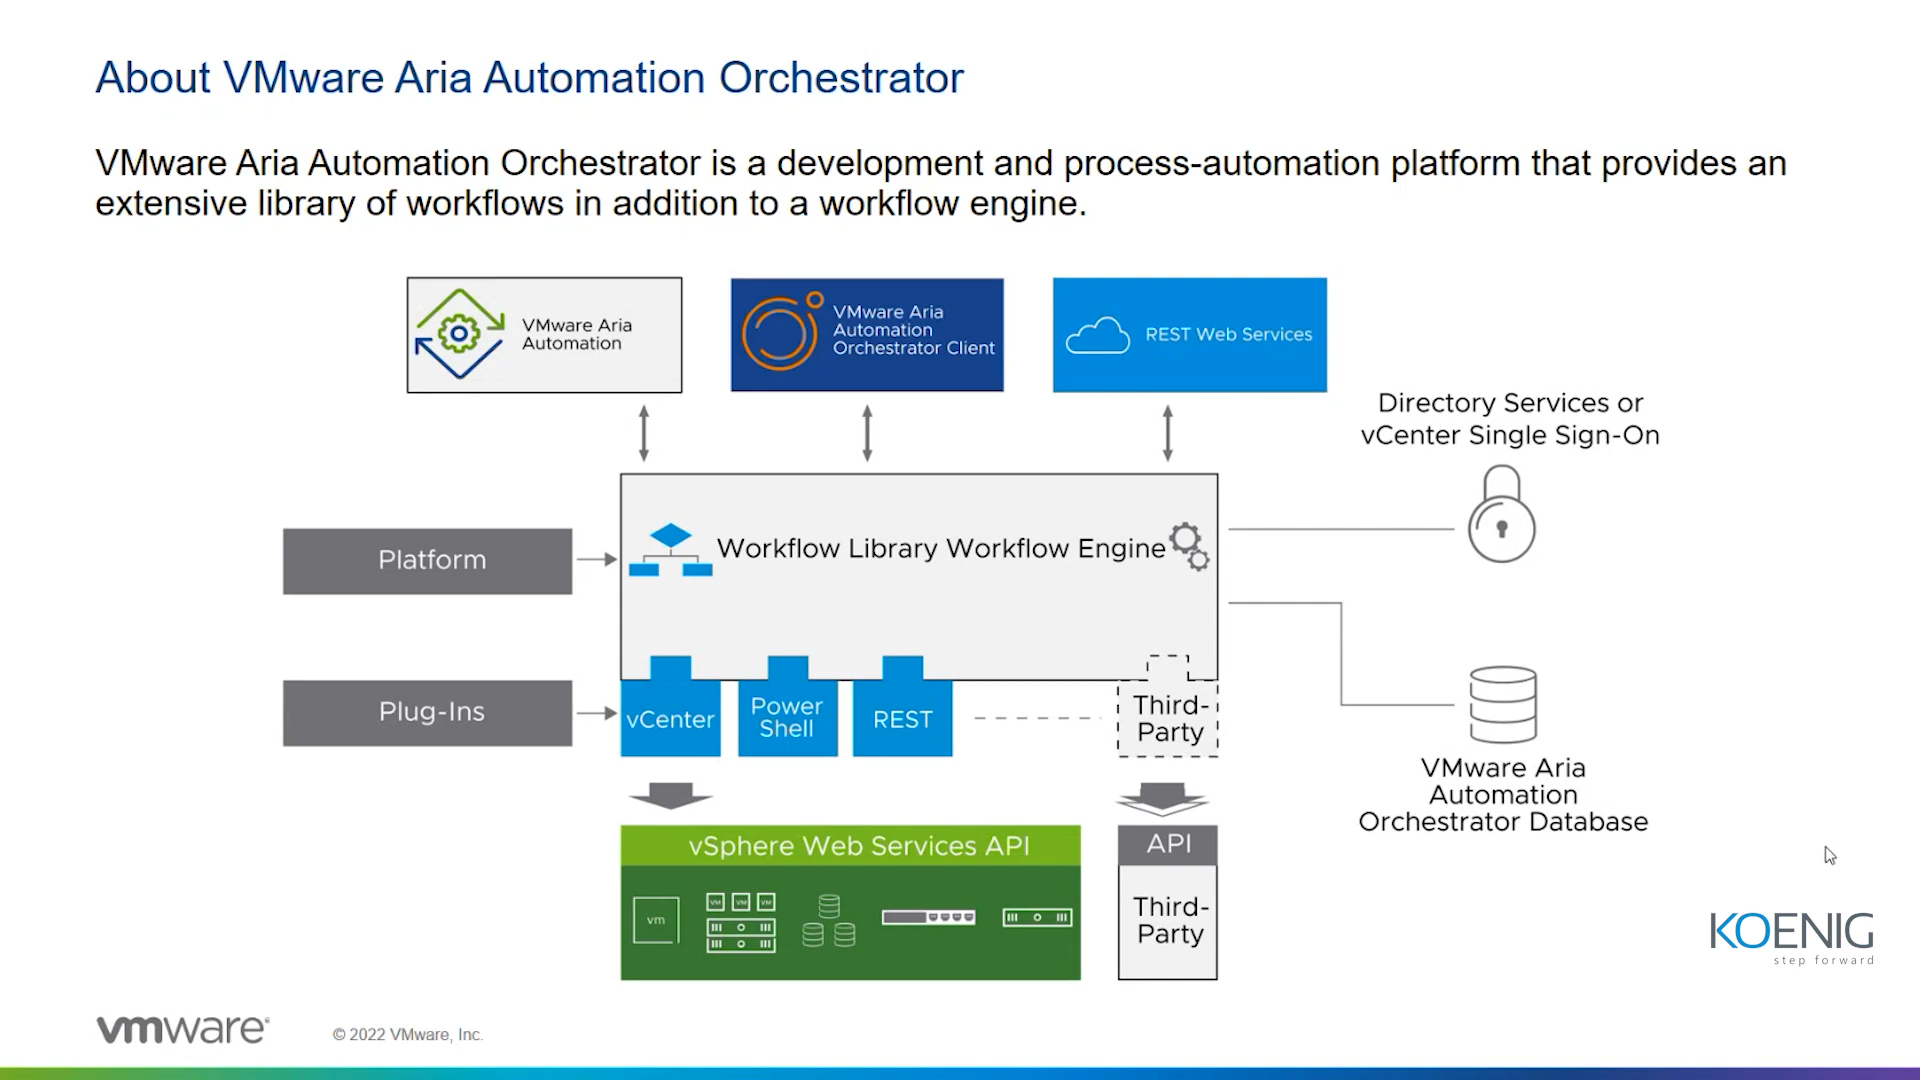 About VMware Aria Automation Orchestrator
VMware Aria Automation Orchestrator is a development and process-automation platform that provides an
extensive library of workflows in addition to a workflow engine.
VMware Aria
Automation
VMware Aria
Automation
Orchestrator Client
REST Web Services
Directory Services or
vCenter Single Sign-On
Platform
Workflow Library Workflow Engine
Plug-Ins
vCenter
Power
Shell
REST
Third-
Party
VMware Aria
Automation
Orchestrator Database
vSphere Web Services API
vm
VM VM VM
API
Third-
Party
KOENIG
step forward
vmware®
© 2022 VMware, Inc.